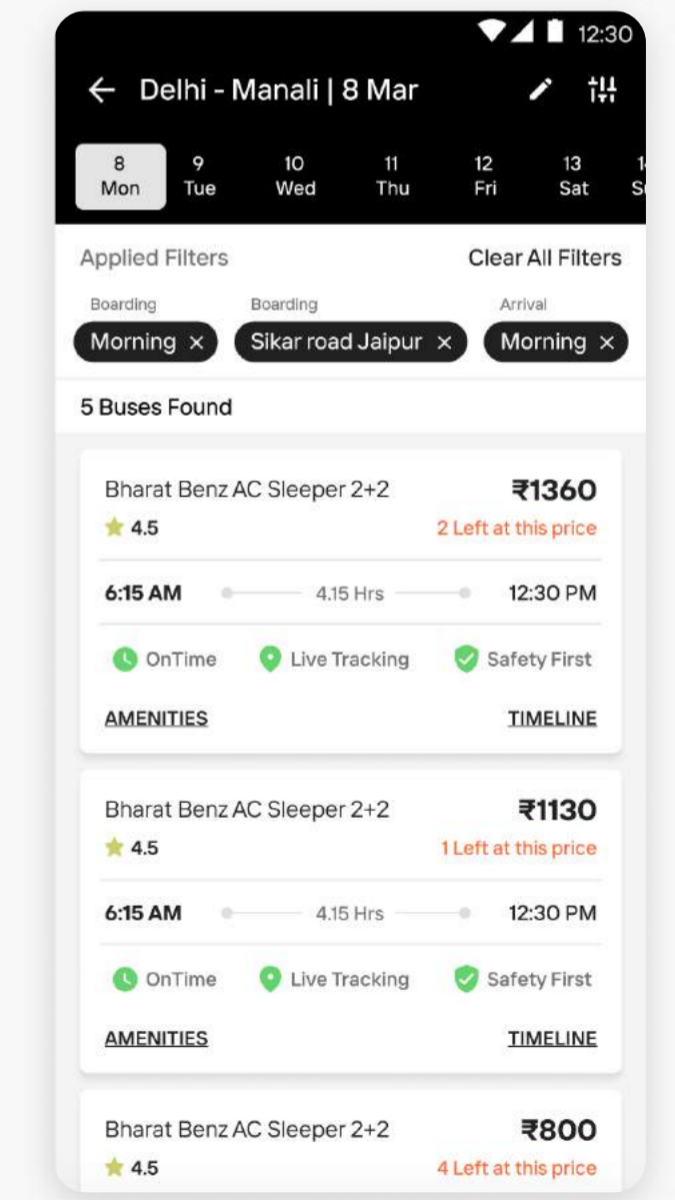 12:30
Delhi - Manali | 8 Mar
8 9 10 11 12 13
Mon Tue Wed Thu Fri Sat
Applied Filters Clear All Filters
Boarding Boarding Arrival
Morning × Sikar road Jaipur × Morning ×
5 Buses Found
Bharat Benz AC Sleeper 2+2 ₹1360
4.5 2 Left at this price
6:15 AM 4.15 Hrs 12:30 PM
OnTime Live Tracking Safety First
AMENITIES TIMELINE
Bharat Benz AC Sleeper 2+2 ₹1130
4.5 1 Left at this price
6:15 AM 4.15 Hrs 12:30 PM
OnTime Live Tracking Safety First
AMENITIES TIMELINE
Bharat Benz AC Sleeper 2+2 ₹800
4.5 4 Left at this price